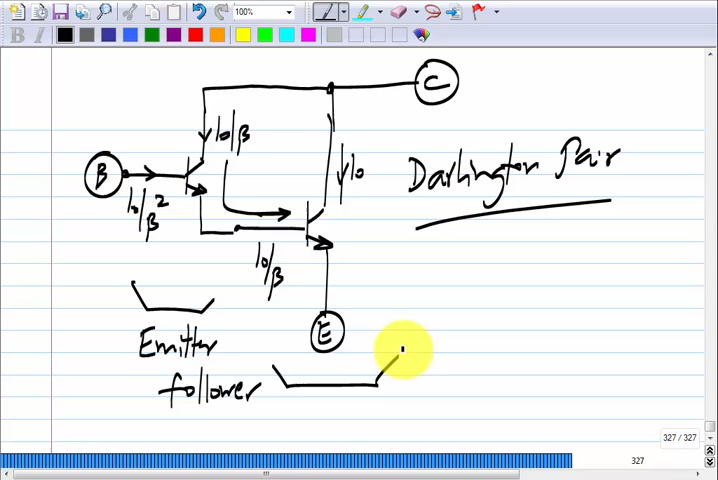 100%
B I
C
I0/β
B
I0
Darlington Pair
I0/β²
I0/β
E
Emitter
follower
327 / 327
327